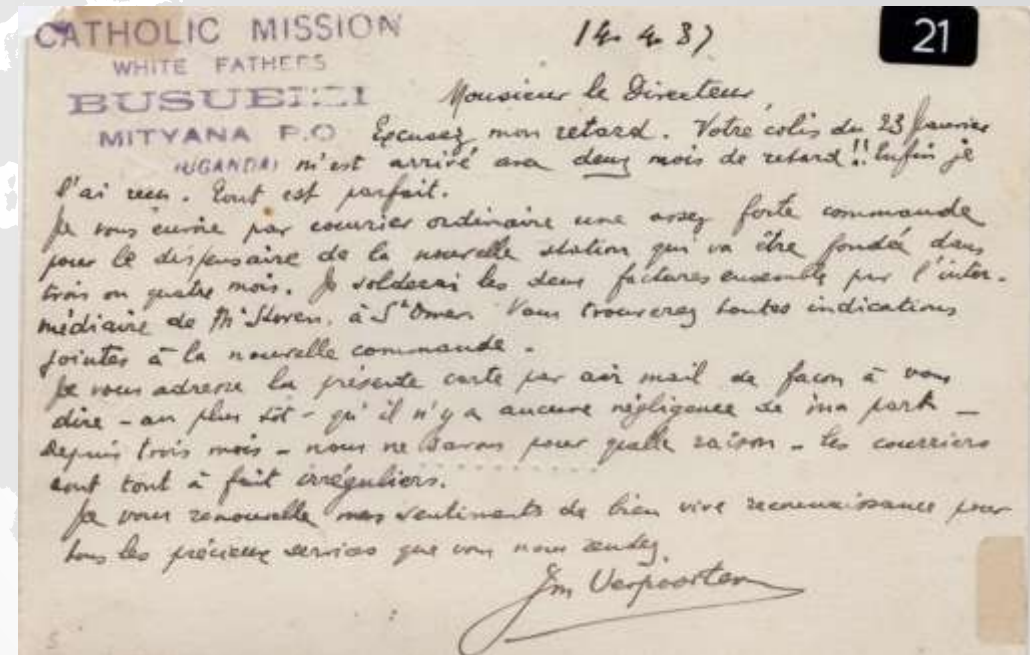 CATHOLIC MISSION
WHITE FATHERS
BUSUBIZI
MITYANA P.O
(UGANDA)
14. 4. 37
21
Monsieur le Directeur,
Excusez mon retard. Votre colis du 23 Janvier
m'est arrivé avec deux mois de retard!! Enfin je
l'ai reçu. Tout est parfait.
Je vous envoie par courrier ordinaire une assez forte commande
pour le dispensaire de la nouvelle station qui va être fondée dans
trois ou quatre mois. Je solderai les deux factures ensemble par l'inter-
médiaire de Mr Storen, à St Omer. Vous trouverez toutes indications
jointes à la nouvelle commande.
Je vous adresse la présente carte par air mail de façon à vous
dire - au plus tôt - qu'il n'y a aucune négligence de ma part -
Depuis trois mois - nous ne savons pour quelle raison - les courriers
sont tout à fait irréguliers.
Je vous renouvelle mes sentiments de bien vive reconnaissance pour
tous les précieux services que vous nous rendez.
Jm Verpoorten